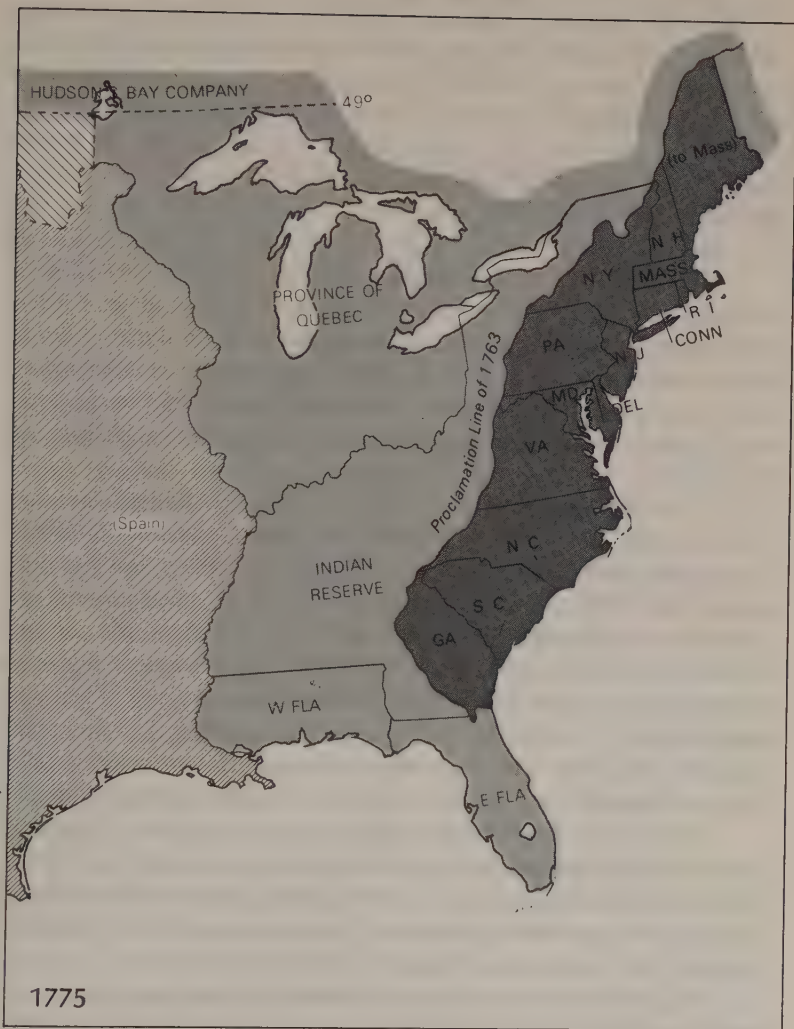 HUDSON'S BAY COMPANY
49°
(to Mass)
N H
N Y
MASS
R I
CONN
PROVINCE OF
QUEBEC
PA
N J
MD
DEL
Proclamation Line of 1763
VA
(Spain)
INDIAN
RESERVE
N C
S C
GA
W FLA
E FLA
1775